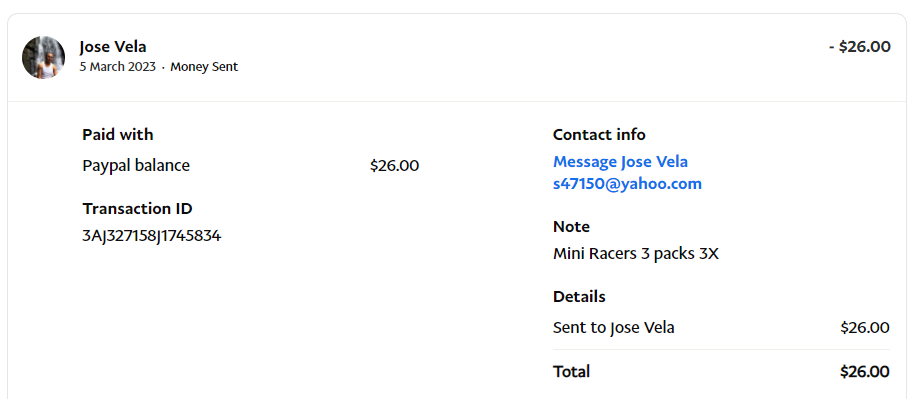 Jose Vela
- $26.00
5 March 2023 · Money Sent
Paid with
Paypal balance $26.00
Transaction ID
3AJ327158J1745834
Contact info
Message Jose Vela
s47150@yahoo.com
Note
Mini Racers 3 packs 3X
Details
Sent to Jose Vela $26.00
Total $26.00